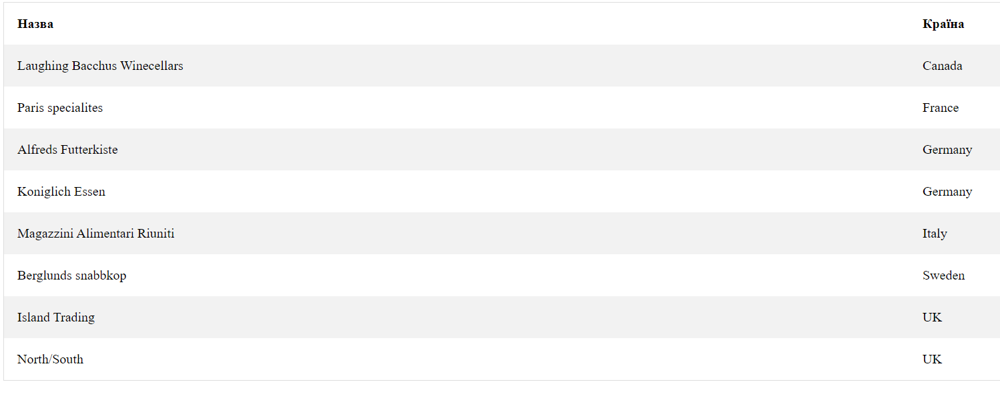 Назва Країна
Laughing Bacchus Winecellars Canada
Paris specialites France
Alfreds Futterkiste Germany
Koniglich Essen Germany
Magazzini Alimentari Riuniti Italy
Berglunds snabbkop Sweden
Island Trading UK
North/South UK